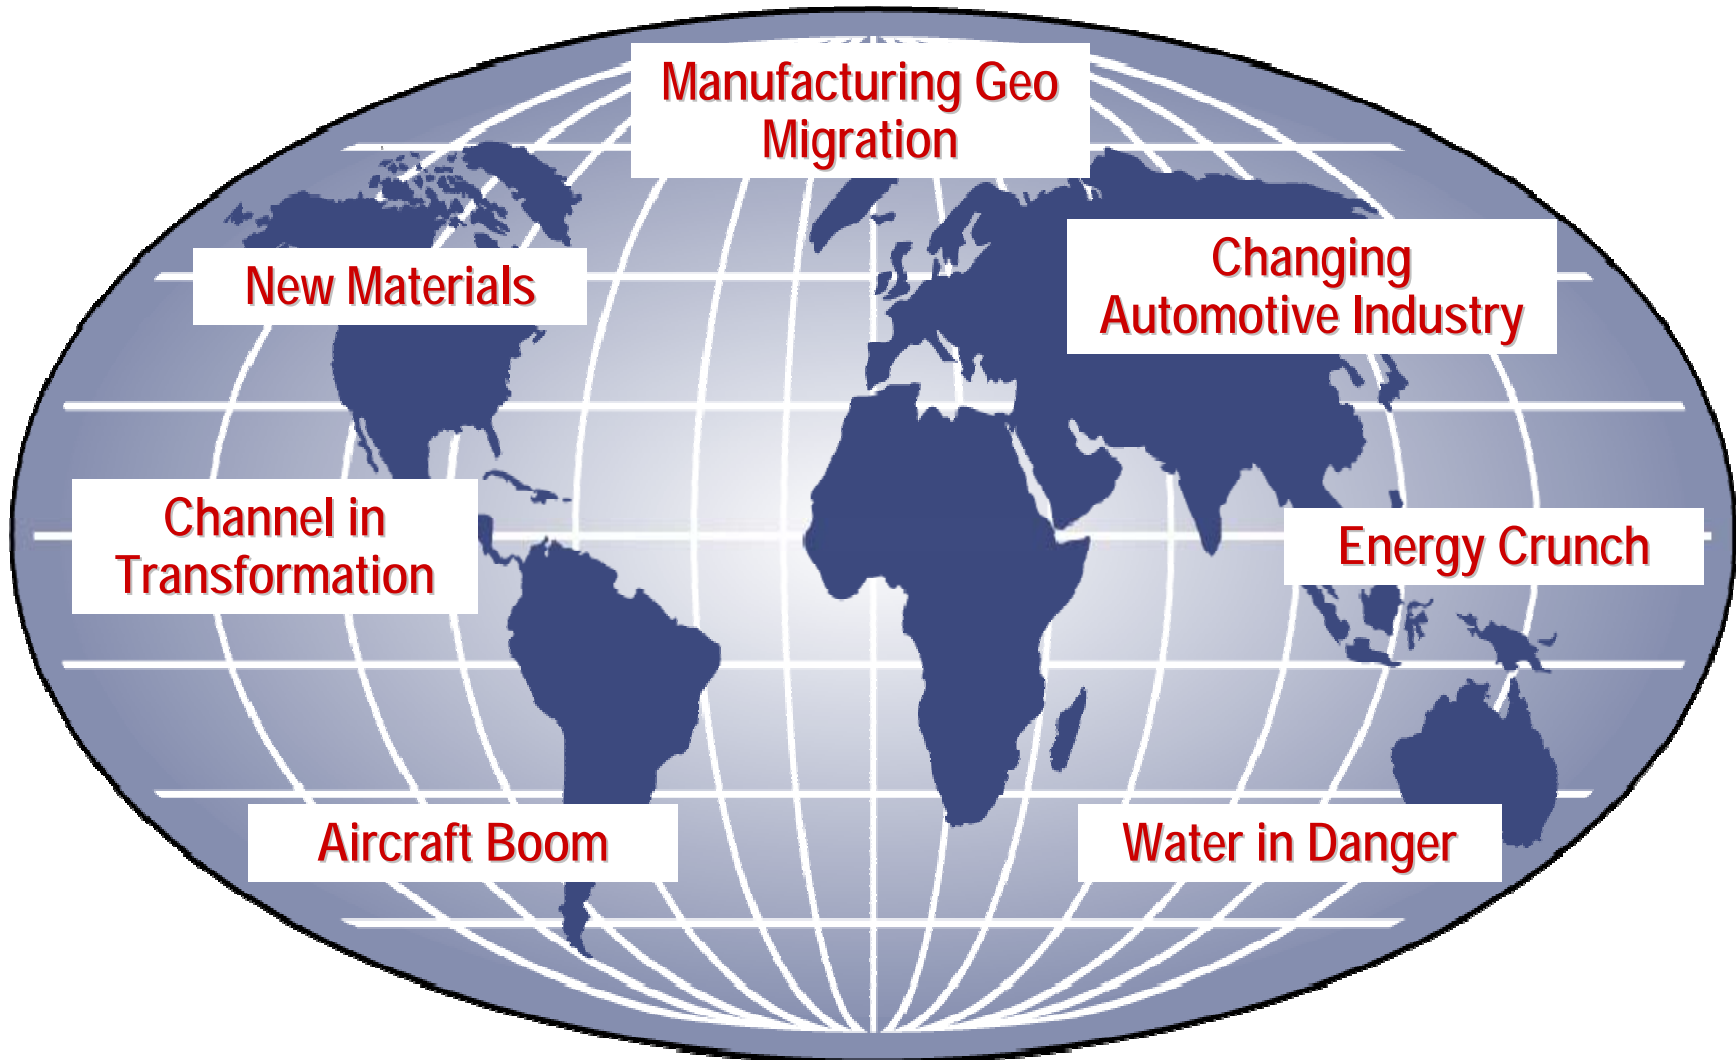 Manufacturing Geo
Migration
New Materials
Changing
Automotive Industry
Channel in
Transformation
Energy Crunch
Aircraft Boom
Water in Danger